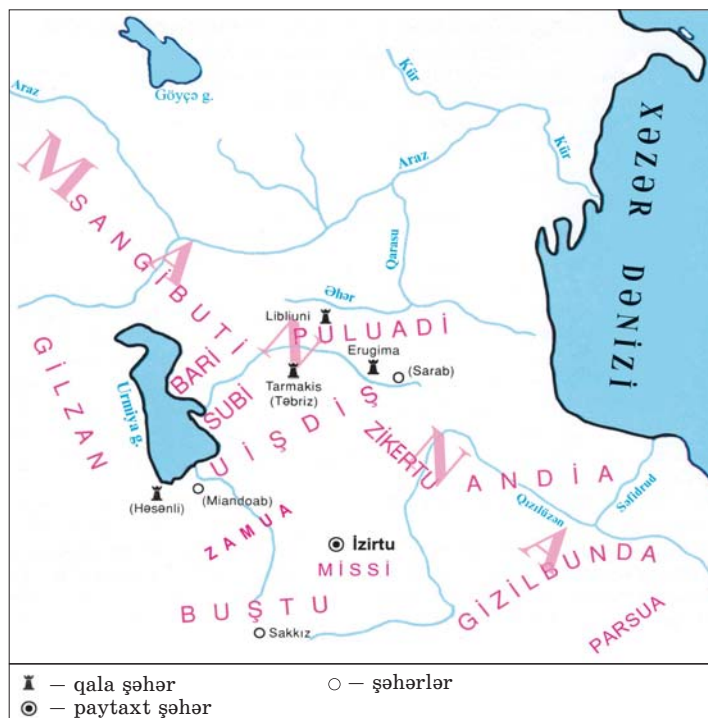 Göyçə g.
Araz
Kür
Kür
Araz
XƏZƏR DƏNİZİ
MANNA
SANGİBUTİ
Qarasu
Əhər
Libliuni
PULUADİ
GİLZAN
BARİ
Erugima
(Sarab)
Urmiya g.
SUBİ
Tarmakis
(Təbriz)
UİŞDİŞ
ZİKERTU
ANDİA
(Həsənli)
(Miandoab)
Qızılüzən
Səfidrud
ZAMUA
İzirtu
MİSSİ
GİZİLBUNDA
BUŞTU
Sakkız
PARSUA
– qala şəhər
– şəhərlər
– paytaxt şəhər